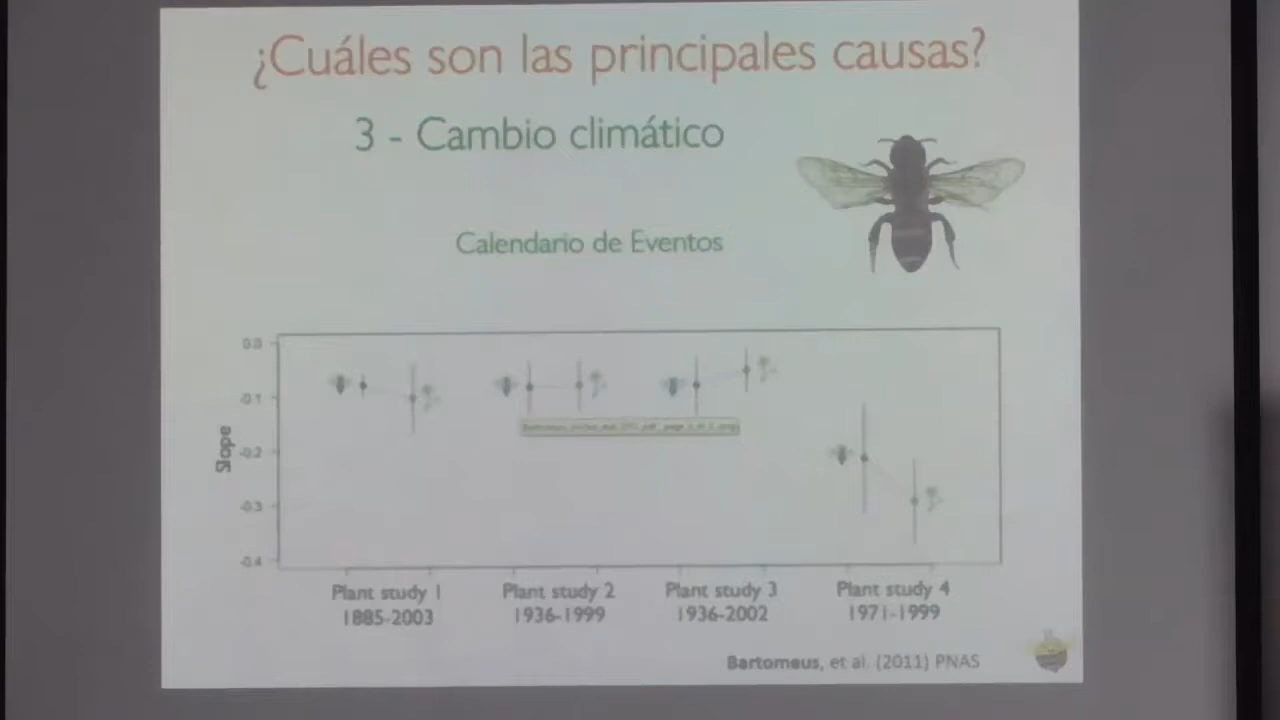 ¿Cuáles son las principales causas?
3 - Cambio climático
Calendario de Eventos
0.0
-0.1
-0.2
-0.3
-0.4
Slope
Plant study 1
1885-2003
Plant study 2
1936-1999
Plant study 3
1936-2002
Plant study 4
1971-1999
Bartomeus, et al. (2011) PNAS